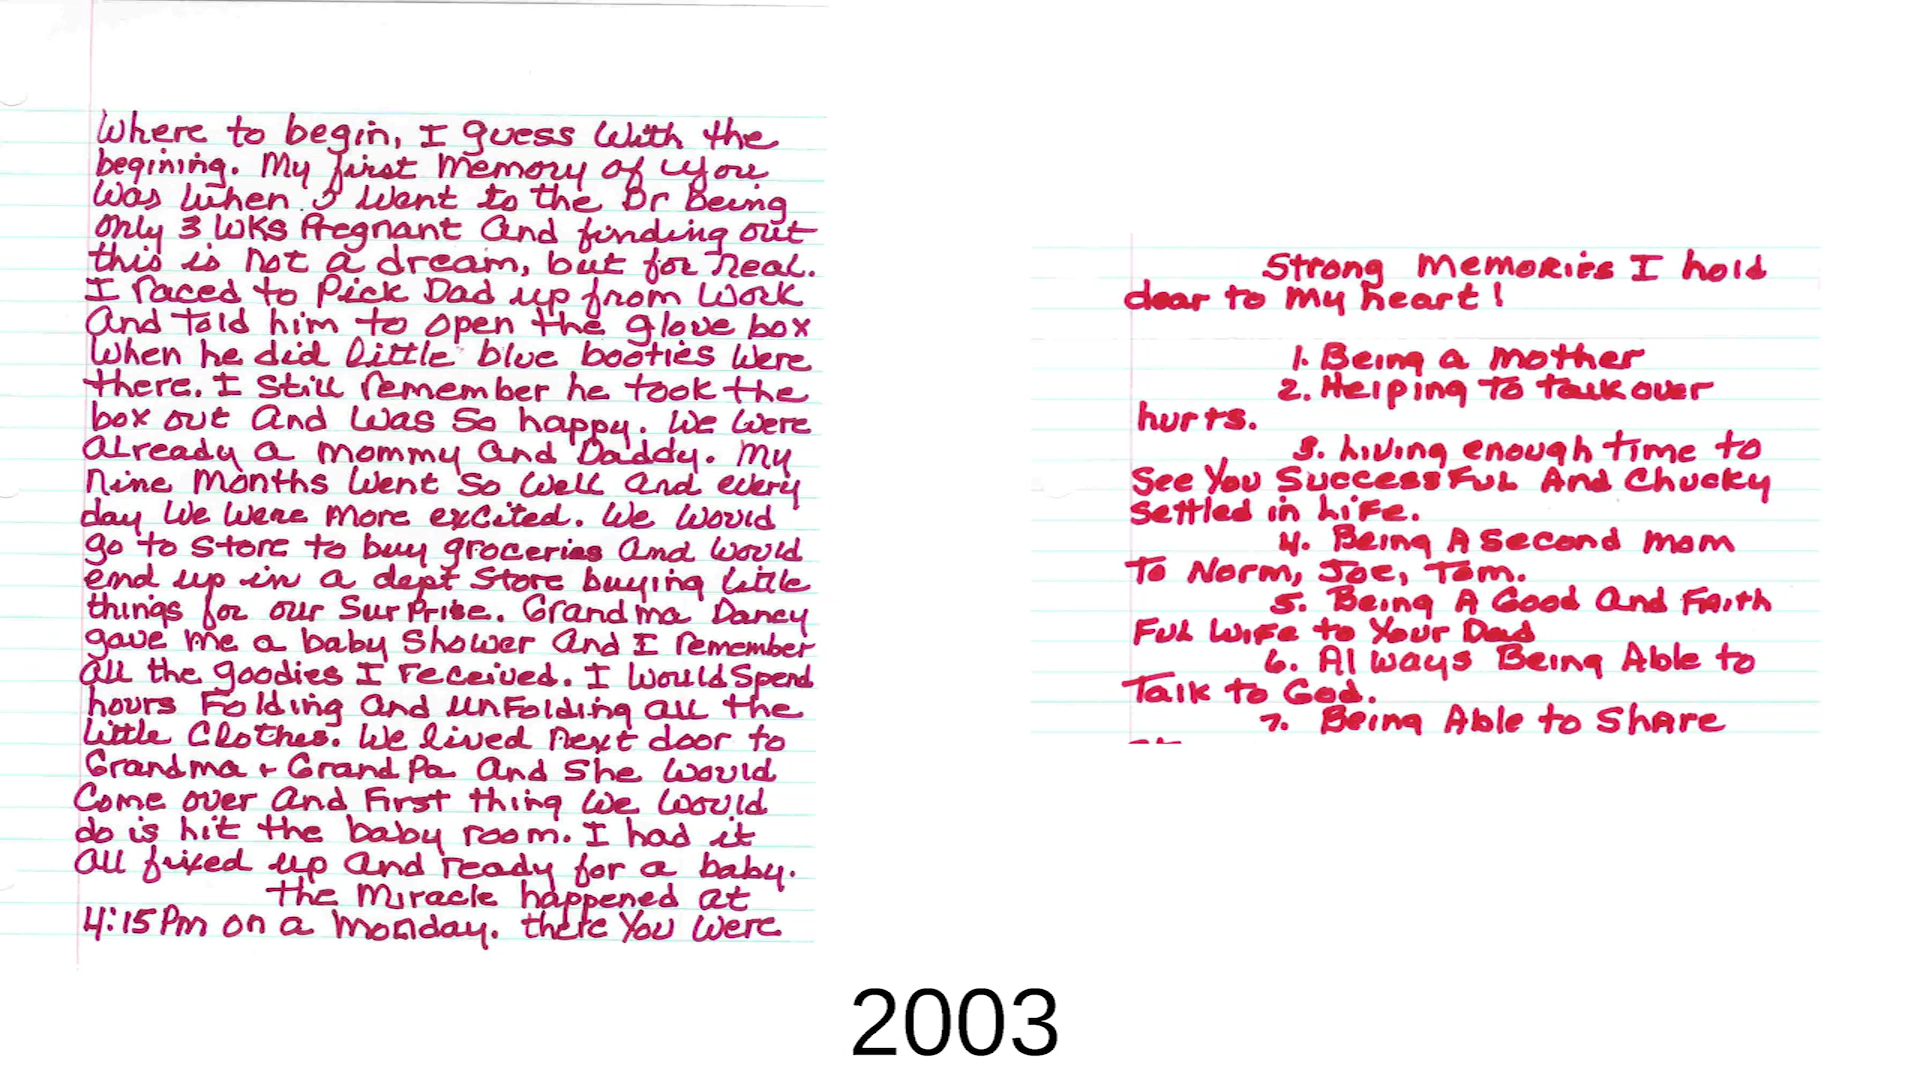 Where to begin, I guess With the
begining. My first Memory of you
Was When I Want to the Dr Being
only 3 WKS Pregnant And finding out
this is Not a dream, but for Real.
I Raced to Pick Dad up from Work
And Told him to open the glove box
When he did little blue booties Were
there. I still remember he took the
box out And Was So happy. We Were
Already a Mommy and Daddy. My
Nine Months Went So Well And every
day We Were More excited. We Would
go to store to buy groceries And Would
end up in a dept Store buying little
things for our SurPrise. Grandma Dancy
gave me a baby Shower And I remember
All the goodies I received. I Would Spend
hours Folding And UnFolding all the
little Clothes. We lived Next door to
Grandma + GrandPa And She Would
Come over And First thing We Would
do is hit the baby room. I had it
All fixed up And ready for a baby.
the Miracle happened at
4:15 Pm on a Monday. there You Were
Strong Memories I hold
dear to My heart!
1. Being a Mother
2. Helping To talk over
hurts.
3. Living enough time to
See You SuccessFul And Chucky
Settled in LiFe.
4. Being A Second Mom
To Norm, Joe, Tom.
5. Being A Good And FAith
Ful WiFe to Your Dad
6. Always Being Able to
Talk to God.
7. Being Able to ShAre
2003